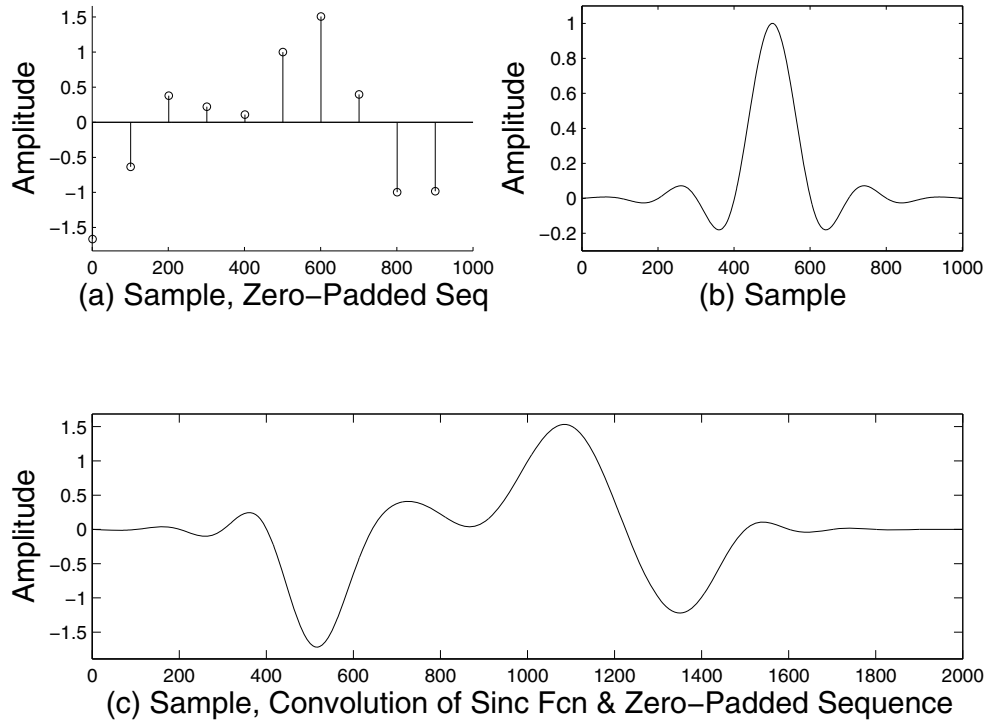 1.5
1
0.5
0
−0.5
−1
−1.5
Amplitude
0 200 400 600 800 1000
(a) Sample, Zero−Padded Seq
1
0.8
0.6
0.4
0.2
0
−0.2
Amplitude
0 200 400 600 800 1000
(b) Sample
1.5
1
0.5
0
−0.5
−1
−1.5
Amplitude
0 200 400 600 800 1000 1200 1400 1600 1800 2000
(c) Sample, Convolution of Sinc Fcn & Zero−Padded Sequence